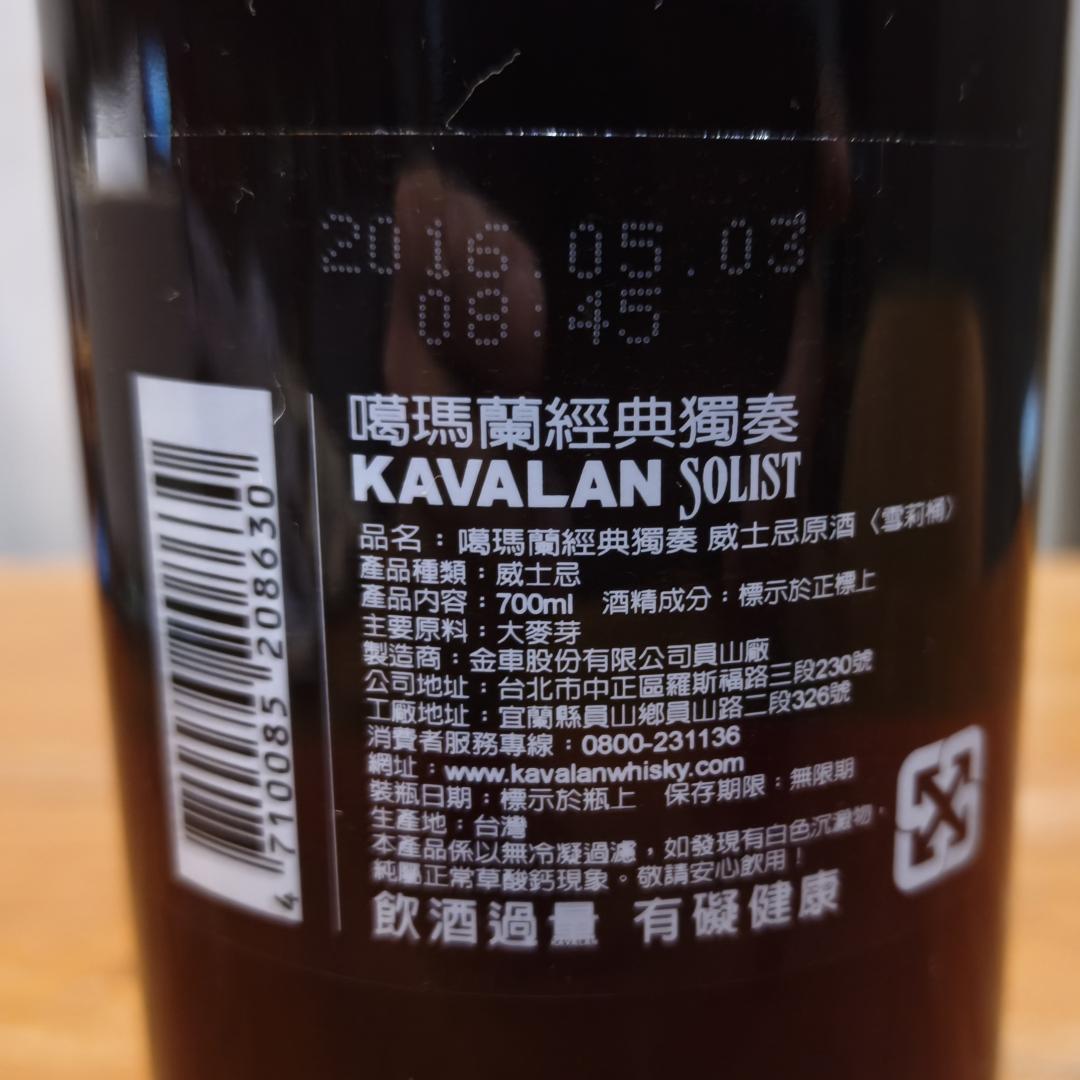 2016.05.03
08:45
噶瑪蘭經典獨奏
KAVALAN SOLIST
品名：噶瑪蘭經典獨奏 威士忌原酒〈雪莉桶〉
產品種類：威士忌
產品內容：700ml 酒精成分：標示於正標上
主要原料：大麥芽
製造商：金車股份有限公司員山廠
公司地址：台北市中正區羅斯福路三段230號
工廠地址：宜蘭縣員山鄉員山路二段326號
消費者服務專線：0800-231136
網址：www.kavalanwhisky.com
裝瓶日期：標示於瓶上 保存期限：無限期
生產地：台灣
本產品係以無冷凝過濾，如發現有白色沉澱物，
純屬正常草酸鈣現象。敬請安心飲用！
飲酒過量 有礙健康
4 710085 208630